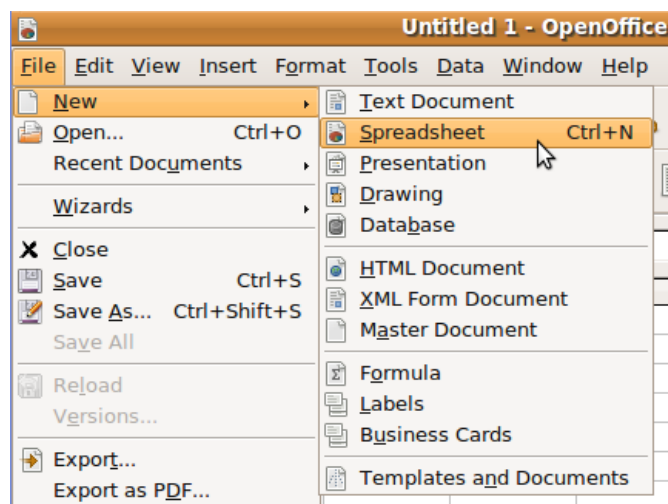 Untitled 1 - OpenOffice
File Edit View Insert Format Tools Data Window Help
New
Open... Ctrl+O
Recent Documents
Wizards
Close
Save Ctrl+S
Save As... Ctrl+Shift+S
Save All
Reload
Versions...
Export...
Export as PDF...
Text Document
Spreadsheet Ctrl+N
Presentation
Drawing
Database
HTML Document
XML Form Document
Master Document
Formula
Labels
Business Cards
Templates and Documents